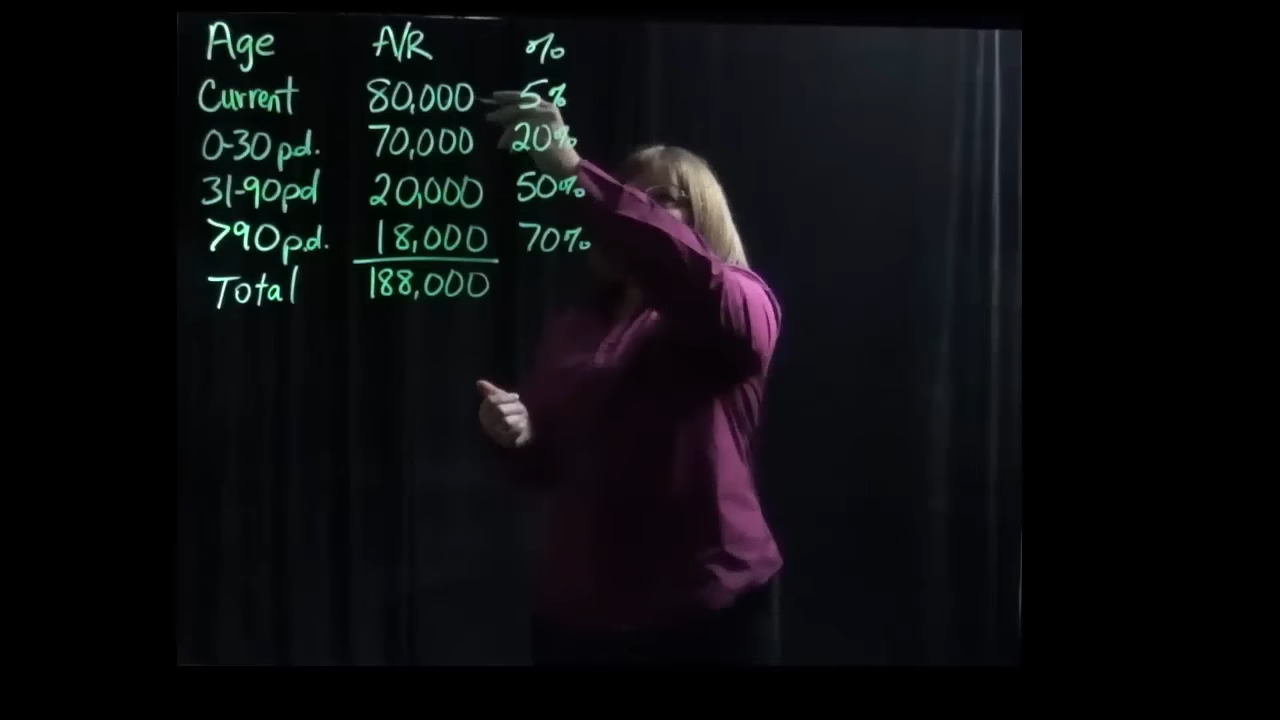 Age A/R %
Current 80,000 5%
0-30 pd. 70,000 20%
31-90 pd 20,000 50%
>90 p.d. 18,000 70%
Total 188,000